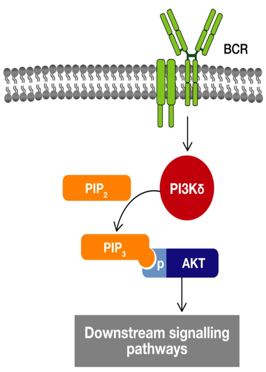 BCR
PIP₂
PI3Kδ
PIP₃
p
AKT
Downstream signalling
pathways